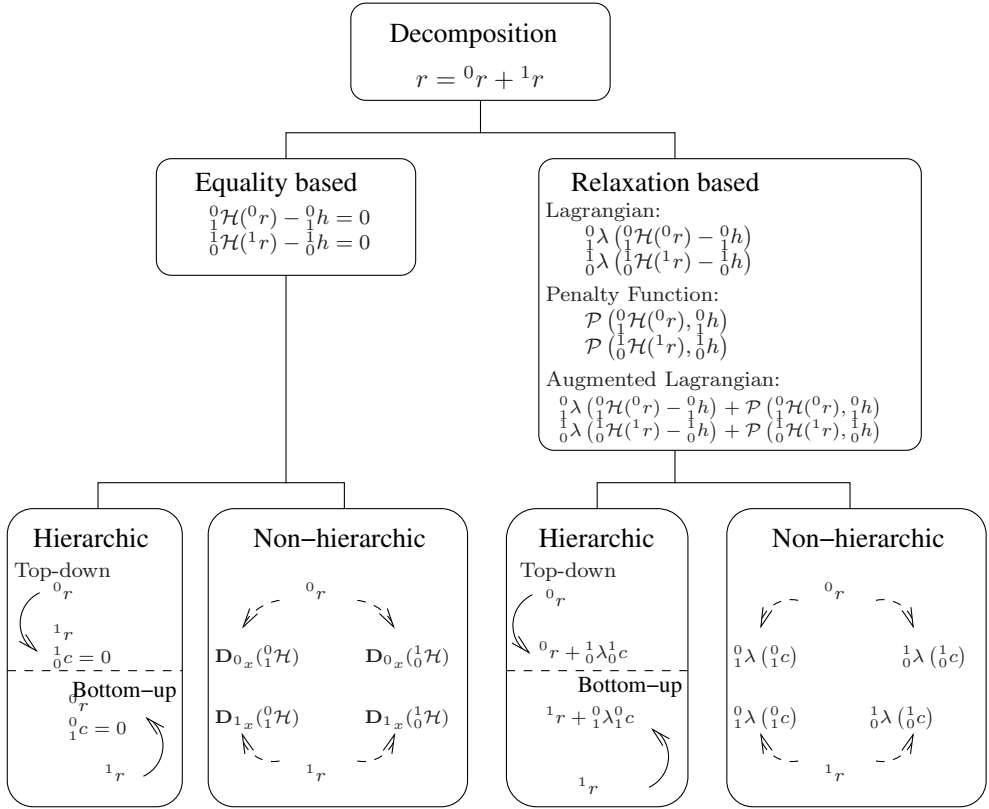 Decomposition
r = ⁰r + ¹r
Equality based
⁰₁ℋ(⁰r) − ⁰₁h = 0
¹₀ℋ(¹r) − ¹₀h = 0
Relaxation based
Lagrangian:
⁰₁λ (⁰₁ℋ(⁰r) − ⁰₁h)
¹₀λ (¹₀ℋ(¹r) − ¹₀h)
Penalty Function:
𝒫 (⁰₁ℋ(⁰r), ⁰₁h)
𝒫 (¹₀ℋ(¹r), ¹₀h)
Augmented Lagrangian:
⁰₁λ (⁰₁ℋ(⁰r) − ⁰₁h) + 𝒫 (⁰₁ℋ(⁰r), ⁰₁h)
¹₀λ (¹₀ℋ(¹r) − ¹₀h) + 𝒫 (¹₀ℋ(¹r), ¹₀h)
Hierarchic
Top-down
⁰r
¹r
¹₀c = 0
Bottom−up
⁰r
⁰₁c = 0
¹r
Non−hierarchic
⁰r
𝐃₀ₓ(⁰₁ℋ) 𝐃₀ₓ(¹₀ℋ)
𝐃₁ₓ(⁰₁ℋ) 𝐃₁ₓ(¹₀ℋ)
¹r
Hierarchic
Top-down
⁰r
⁰r + ¹₀λ¹₀c
Bottom−up
¹r + ⁰₁λ⁰₁c
¹r
Non−hierarchic
⁰r
⁰₁λ (⁰₁c) ¹₀λ (¹₀c)
⁰₁λ (⁰₁c) ¹₀λ (¹₀c)
¹r